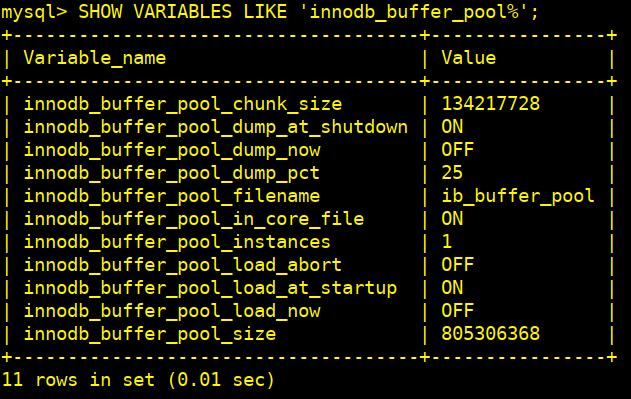 mysql> SHOW VARIABLES LIKE 'innodb_buffer_pool%';
+-------------------------------------+----------------+
| Variable_name                       | Value          |
+-------------------------------------+----------------+
| innodb_buffer_pool_chunk_size       | 134217728      |
| innodb_buffer_pool_dump_at_shutdown | ON             |
| innodb_buffer_pool_dump_now         | OFF            |
| innodb_buffer_pool_dump_pct         | 25             |
| innodb_buffer_pool_filename         | ib_buffer_pool |
| innodb_buffer_pool_in_core_file     | ON             |
| innodb_buffer_pool_instances        | 1              |
| innodb_buffer_pool_load_abort       | OFF            |
| innodb_buffer_pool_load_at_startup  | ON             |
| innodb_buffer_pool_load_now         | OFF            |
| innodb_buffer_pool_size             | 805306368      |
+-------------------------------------+----------------+
11 rows in set (0.01 sec)